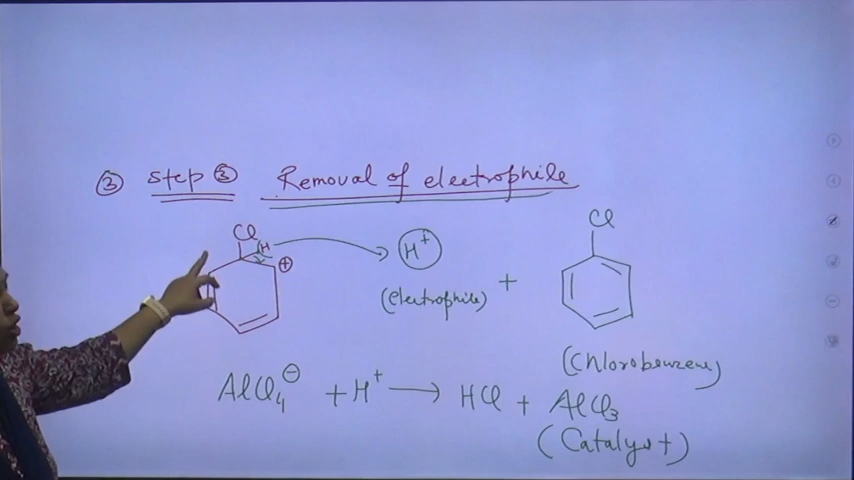 ③ Step ③ Removal of electrophile
Cl
H
⊕
H⁺
(electrophile)
+
Cl
(Chlorobenzene)
AlCl₄⊖ + H⁺ ⟶ HCl + AlCl₃
(Catalyst)